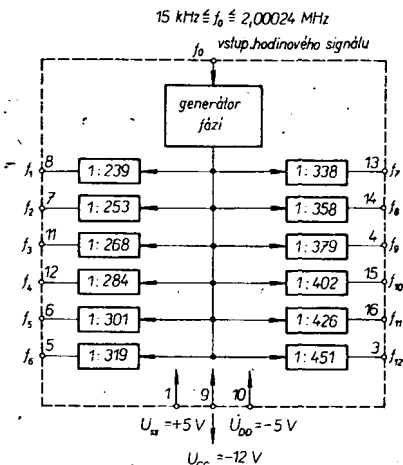 15 kHz ≦ f₀ ≦ 2,00024 MHz
f₀ vstup.hodinového signálu
generátor
fází
f₁ 8 1:239 1:338 13 f₇
f₂ 7 1:253 1:358 14 f₈
f₃ 11 1:268 1:379 4 f₉
f₄ 12 1:284 1:402 15 f₁₀
f₅ 6 1:301 1:426 16 f₁₁
f₆ 5 1:319 1:451 3 f₁₂
1 9 10
U_SS = +5 V U_DD = -5 V
U_GG = -12 V